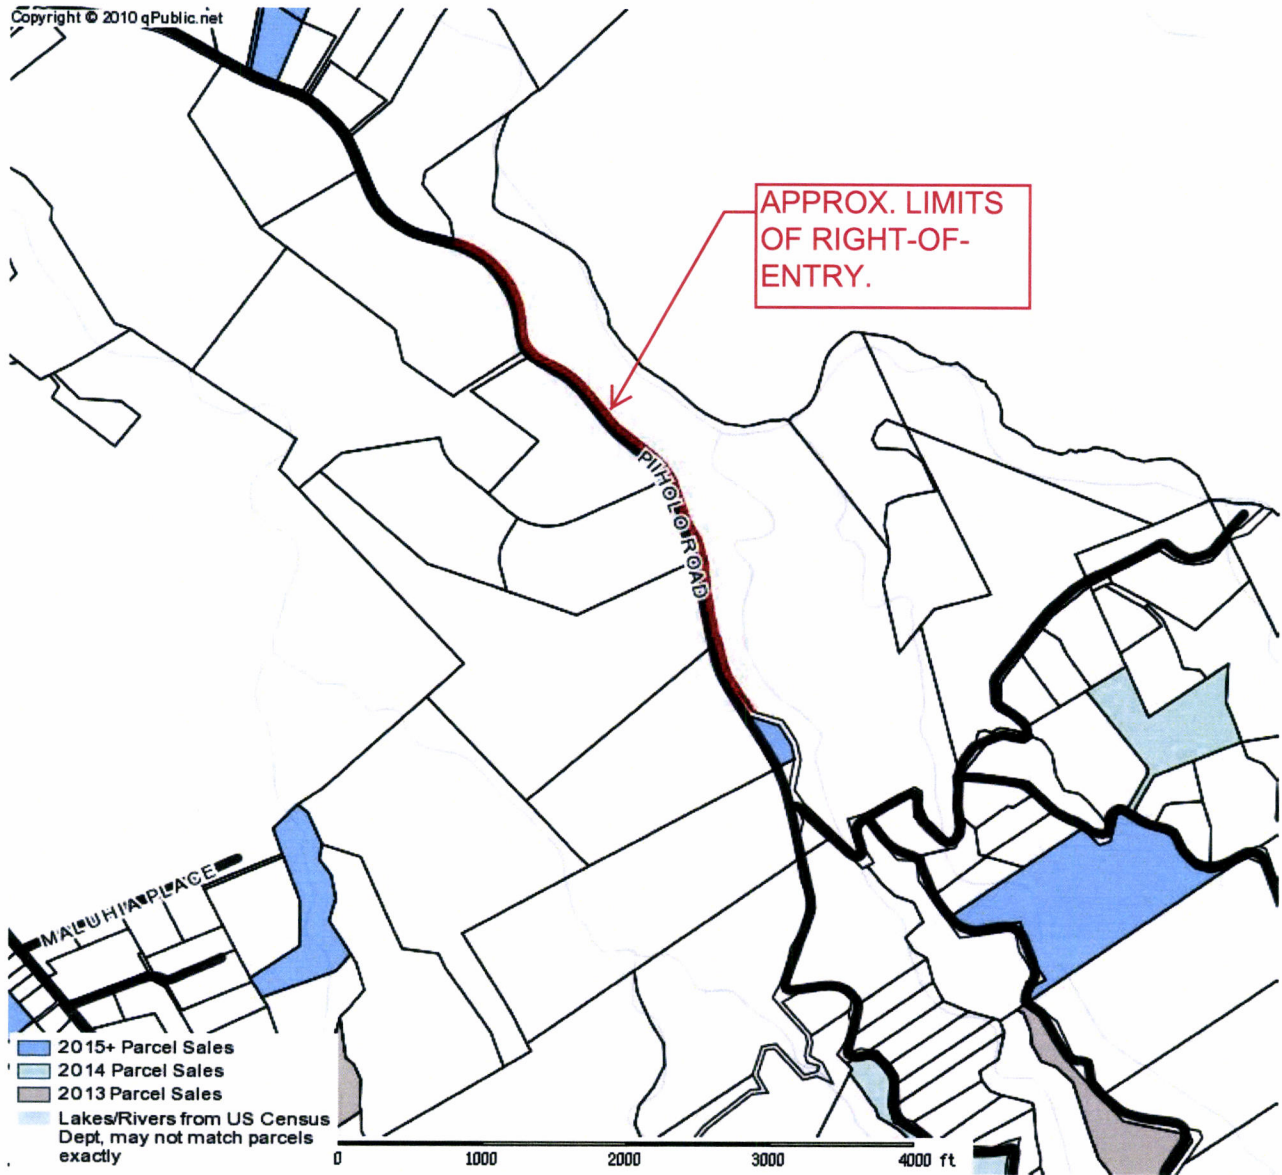 Copyright © 2010 qPublic.net
APPROX. LIMITS
OF RIGHT-OF-
ENTRY.
PIIHOLO ROAD
MALUHIA PLACE
2015+ Parcel Sales
2014 Parcel Sales
2013 Parcel Sales
Lakes/Rivers from US Census
Dept, may not match parcels
exactly
0 1000 2000 3000 4000 ft